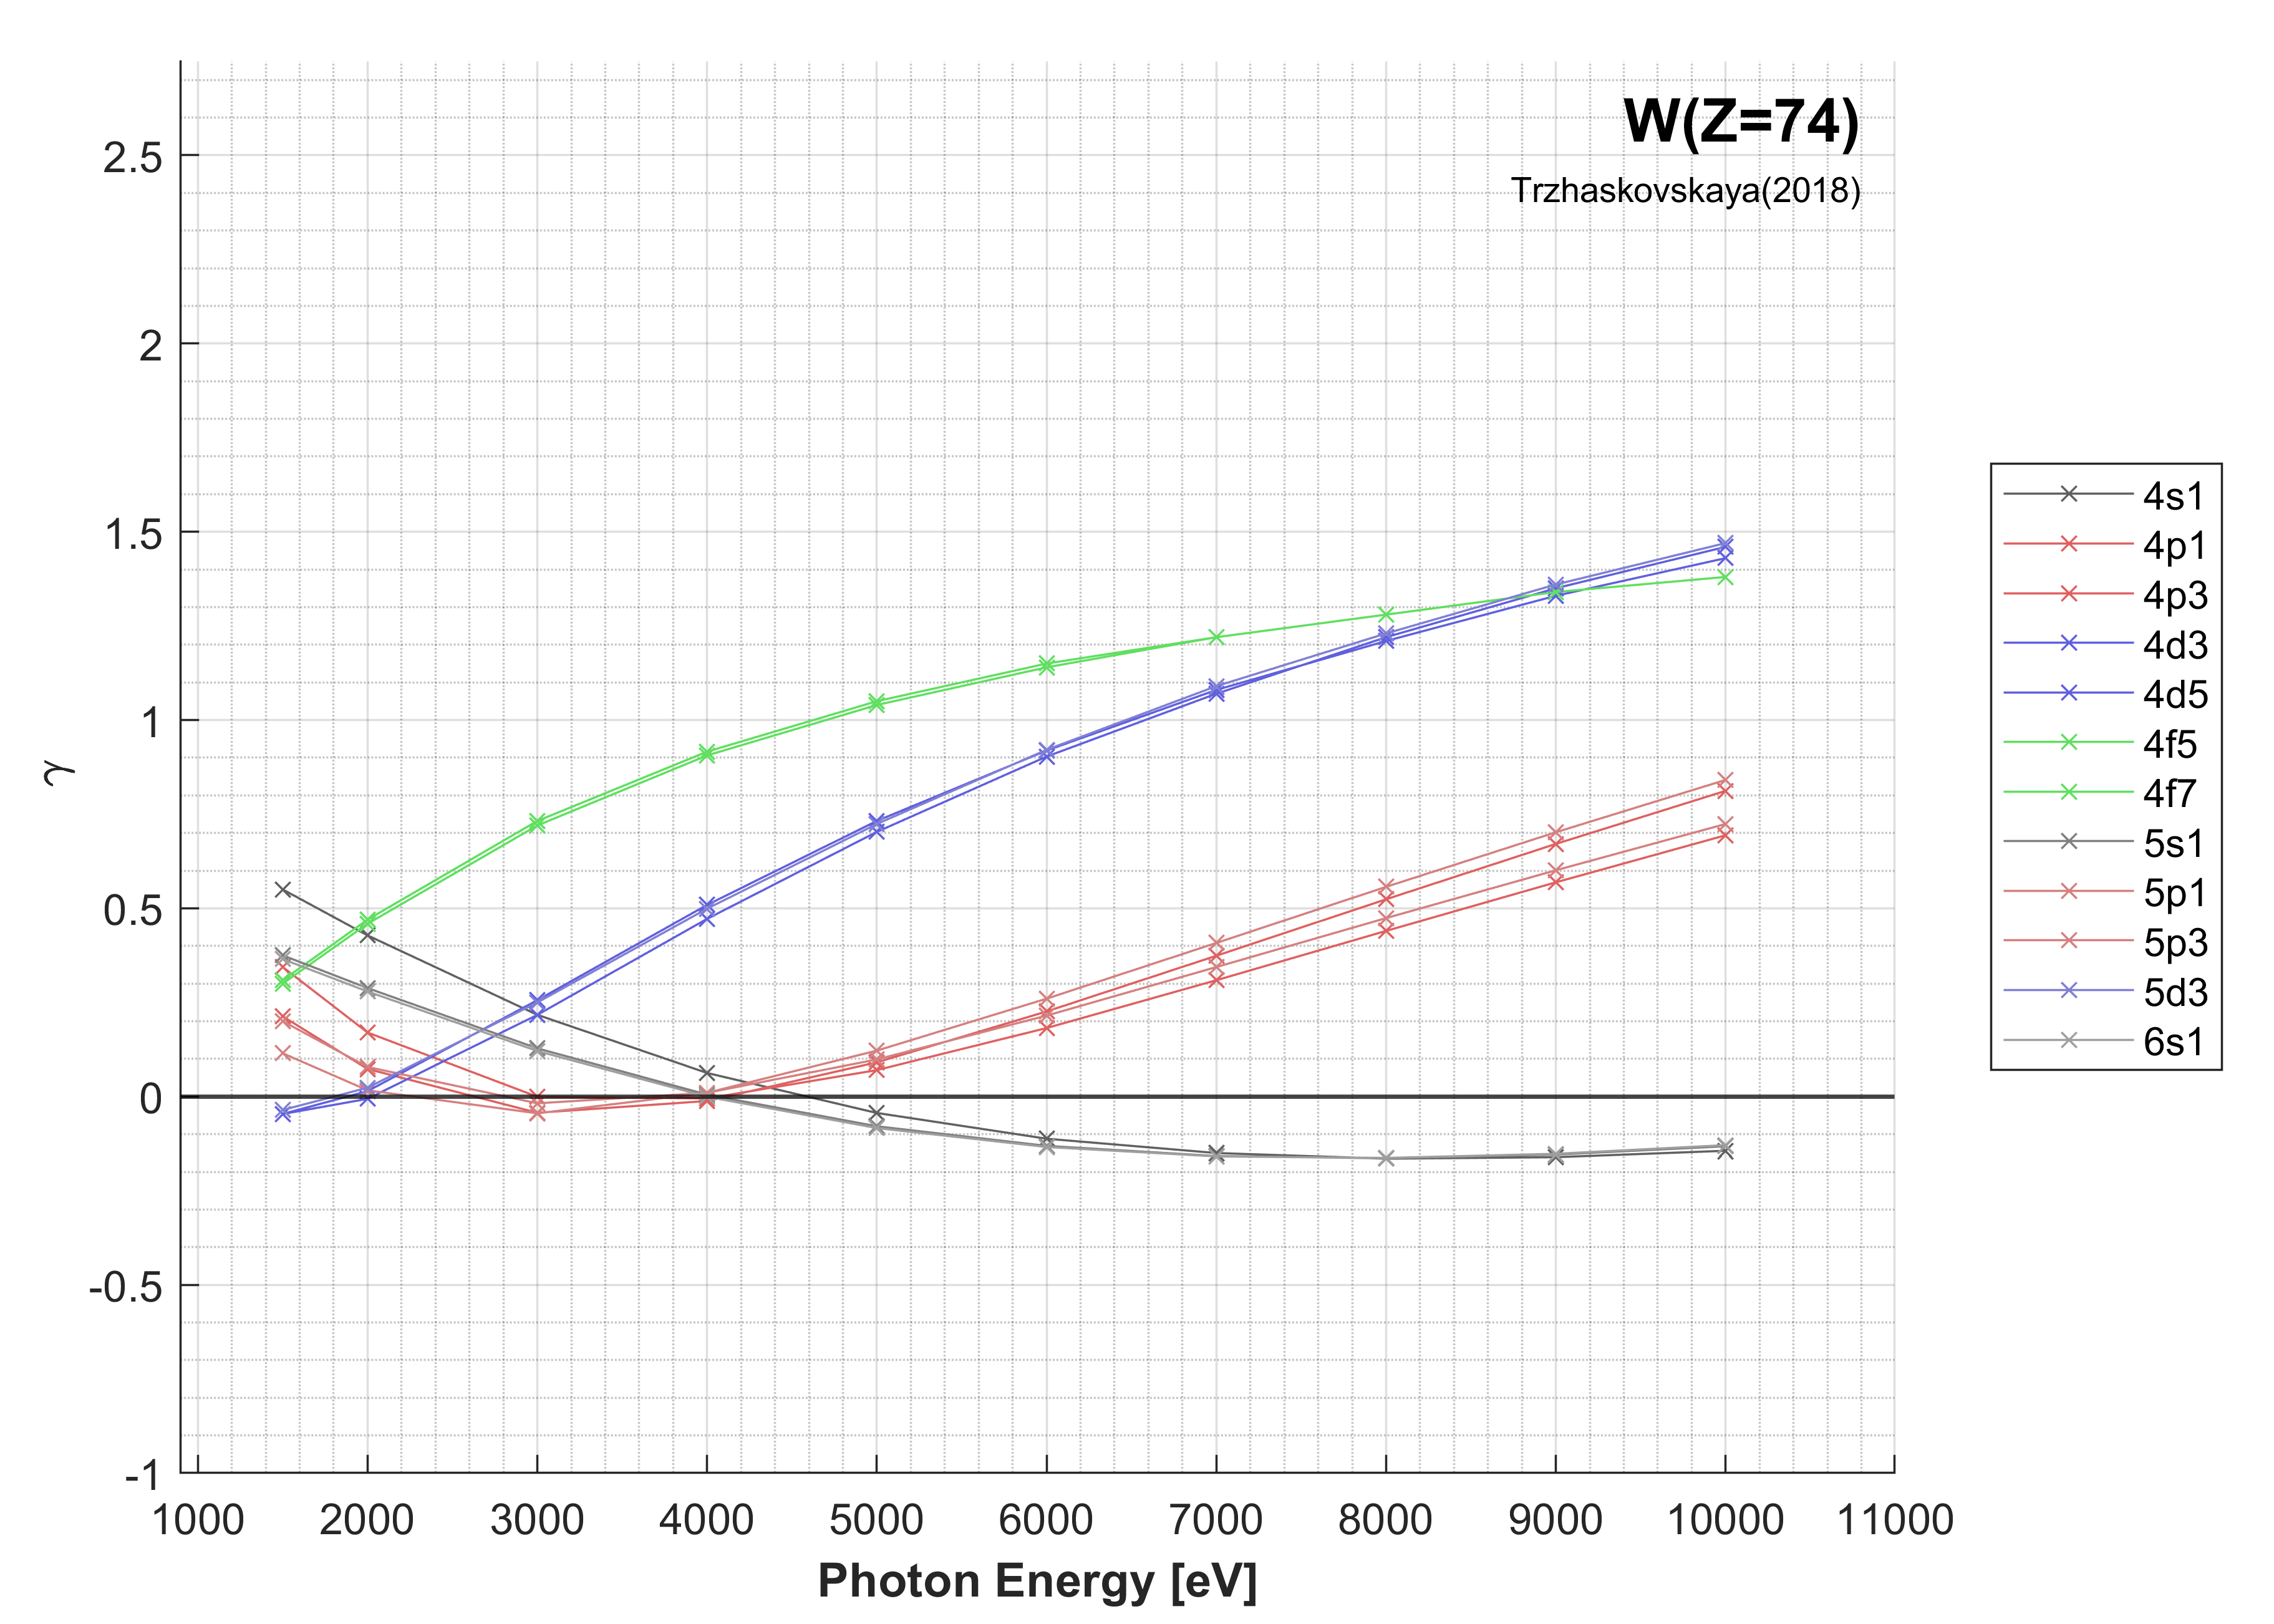 W(Z=74)
Trzhaskovskaya(2018)
2.5
2
1.5
1
0.5
0
-0.5
-1
γ
1000 2000 3000 4000 5000 6000 7000 8000 9000 10000 11000
Photon Energy [eV]
4s1
4p1
4p3
4d3
4d5
4f5
4f7
5s1
5p1
5p3
5d3
6s1